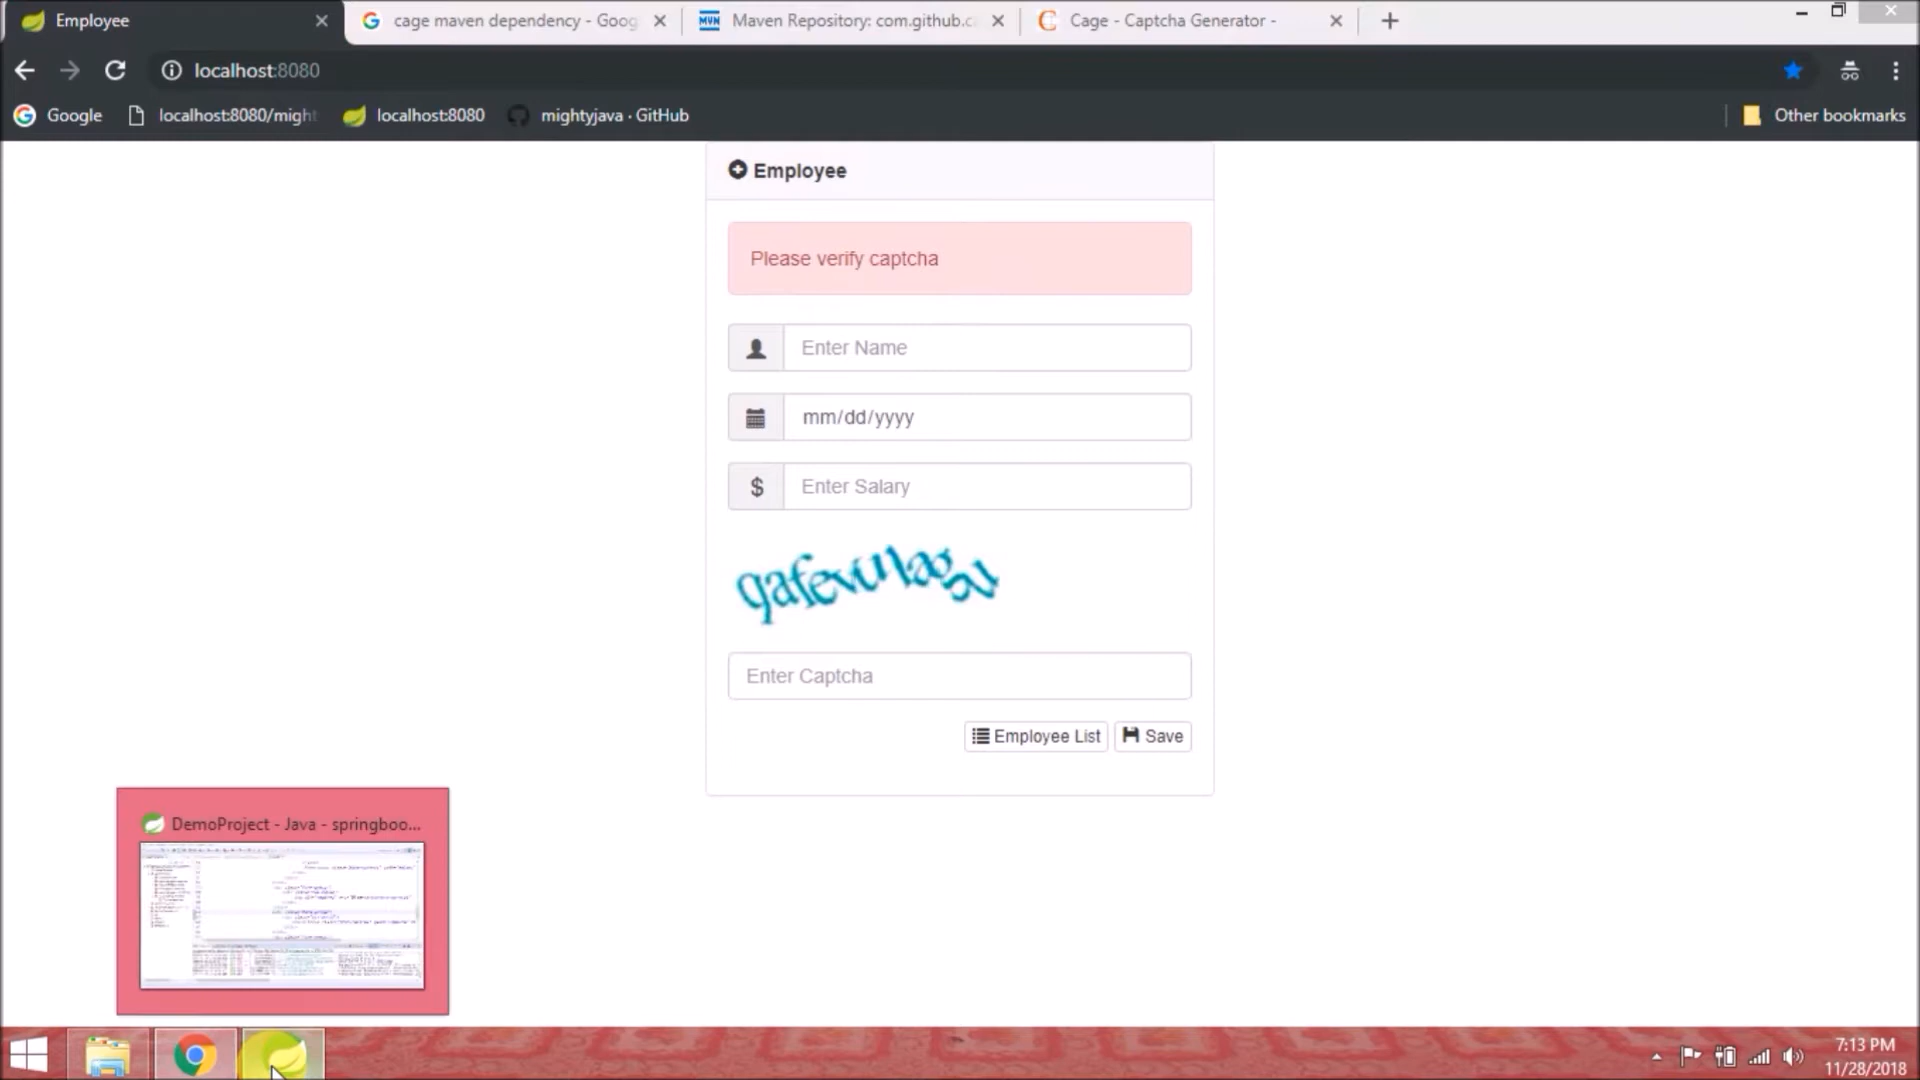 Employee
cage maven dependency - Goog
Maven Repository: com.github.c
Cage - Captcha Generator -
localhost:8080
Google
localhost:8080/might
localhost:8080
mightyjava · GitHub
Other bookmarks
Employee
Please verify captcha
Enter Name
mm/dd/yyyy
$ Enter Salary
Enter Captcha
Employee List
Save
DemoProject - Java - springboo...
7:13 PM
11/28/2018